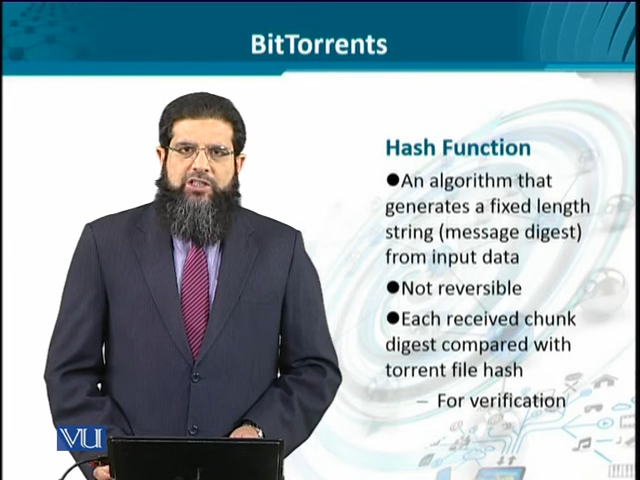 BitTorrents
Hash Function
●An algorithm that
generates a fixed length
string (message digest)
from input data
●Not reversible
●Each received chunk
digest compared with
torrent file hash
– For verification
VU